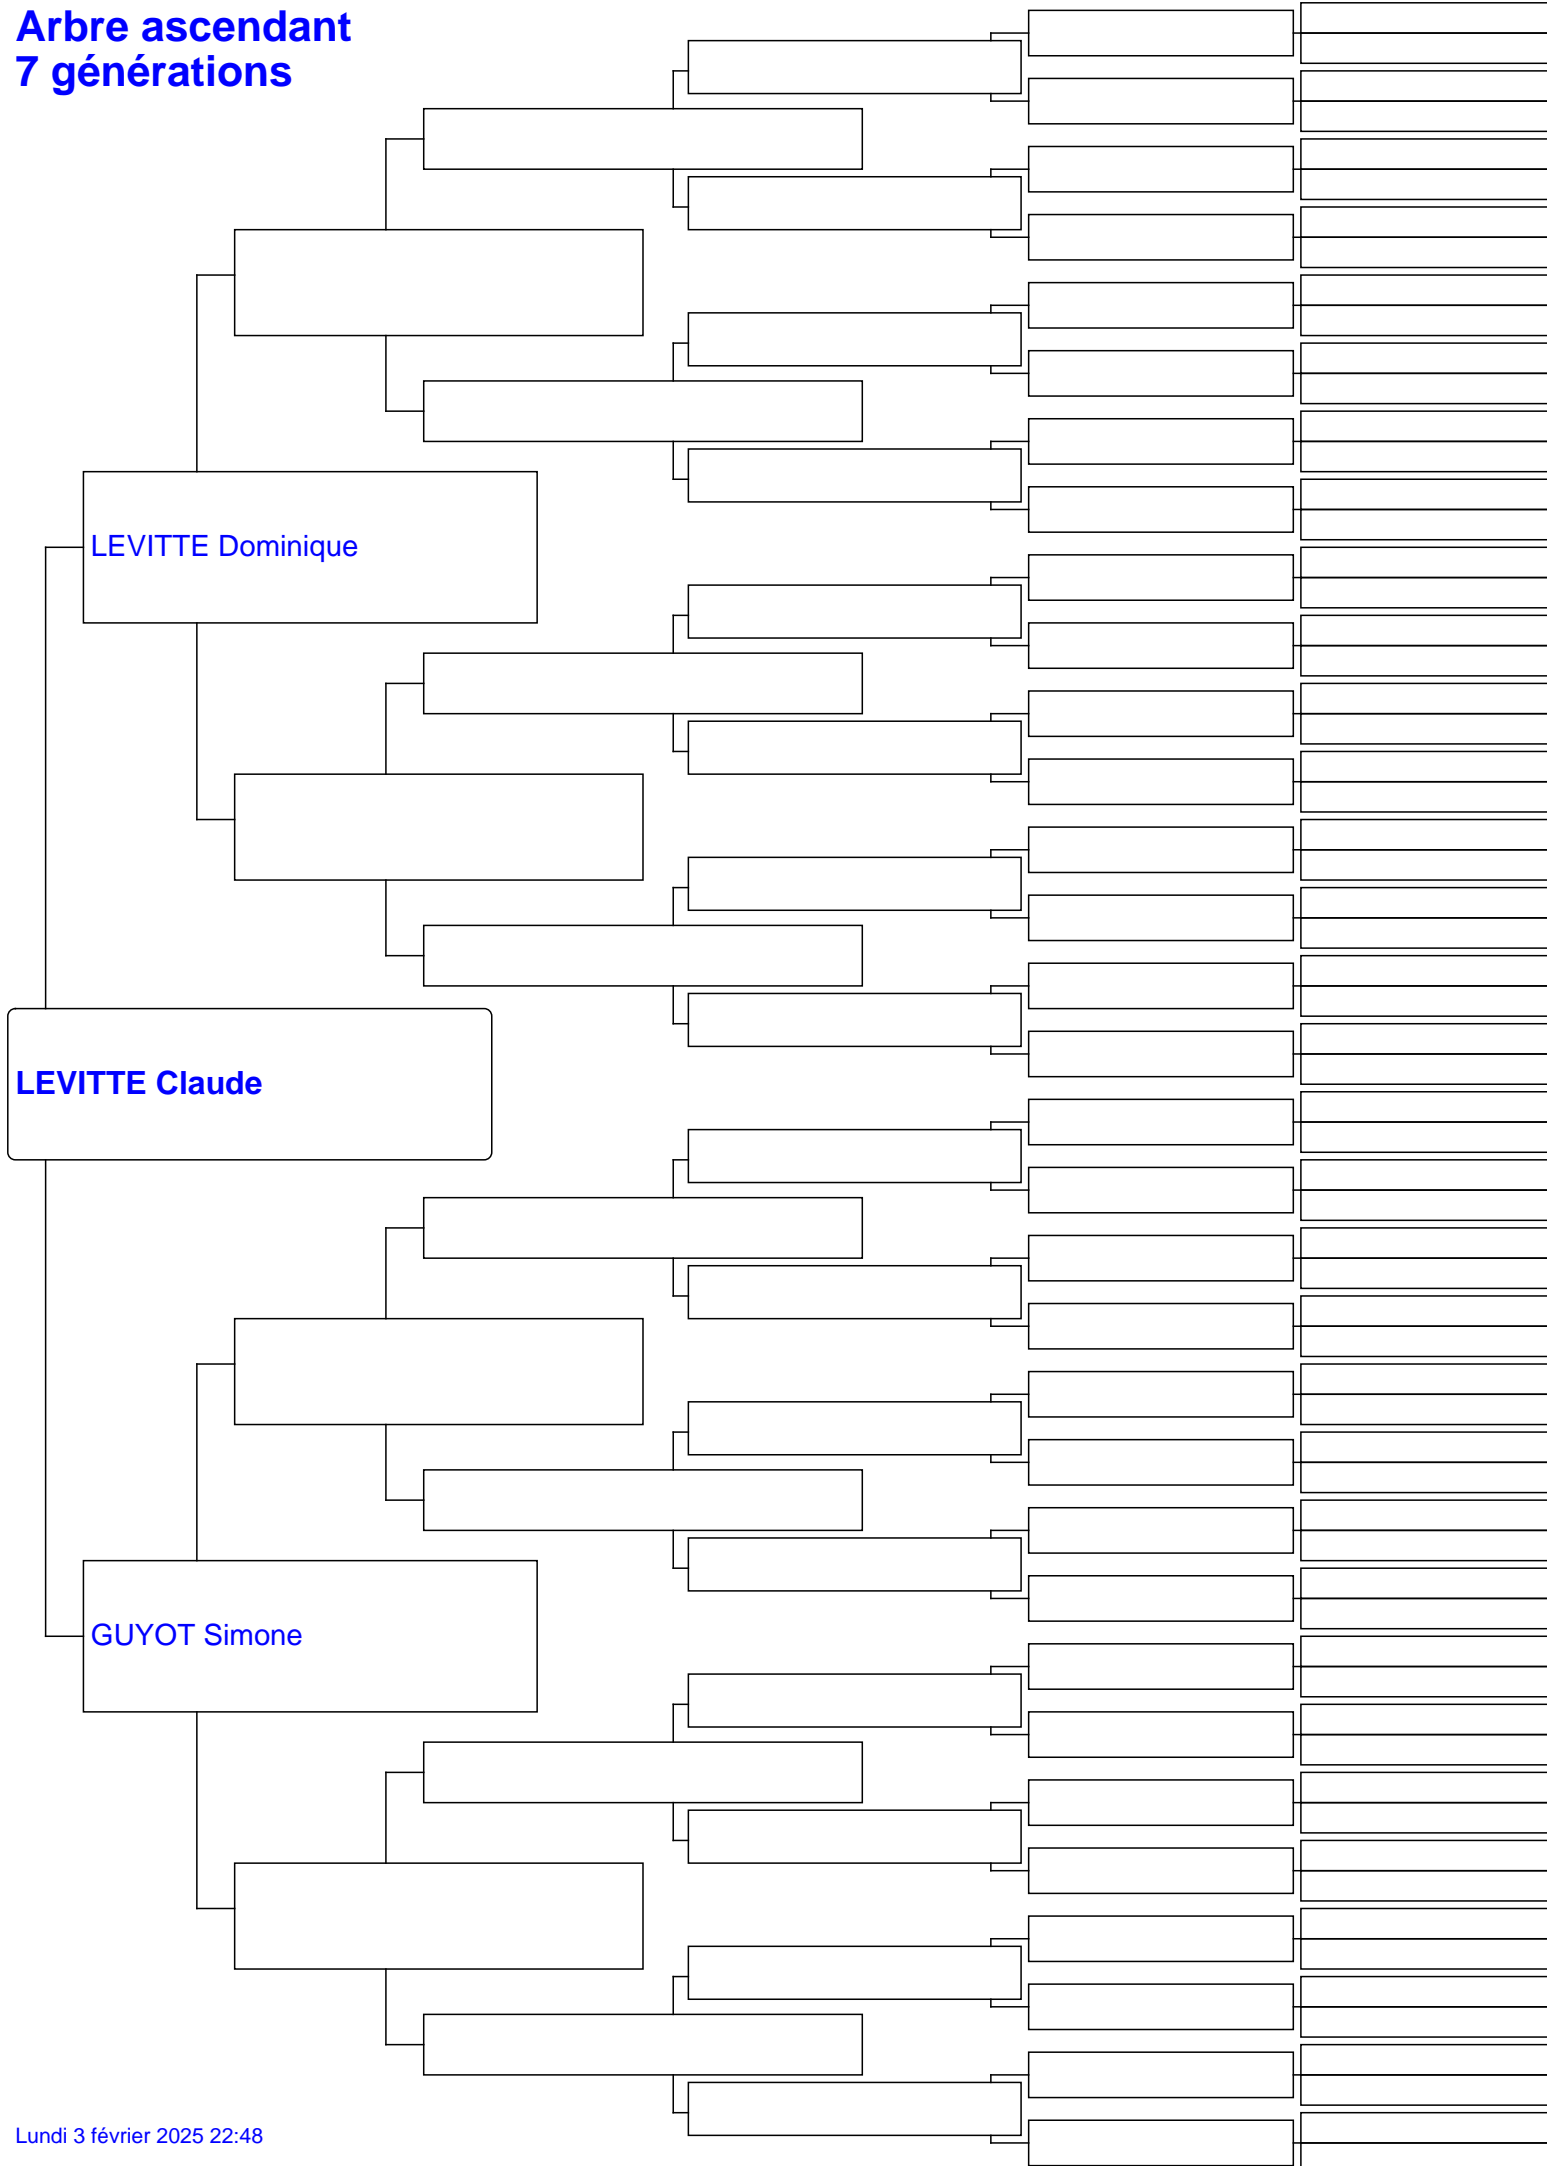 Arbre ascendant
7 générations
LEVITTE Dominique
LEVITTE Claude
GUYOT Simone
Lundi 3 février 2025 22:48